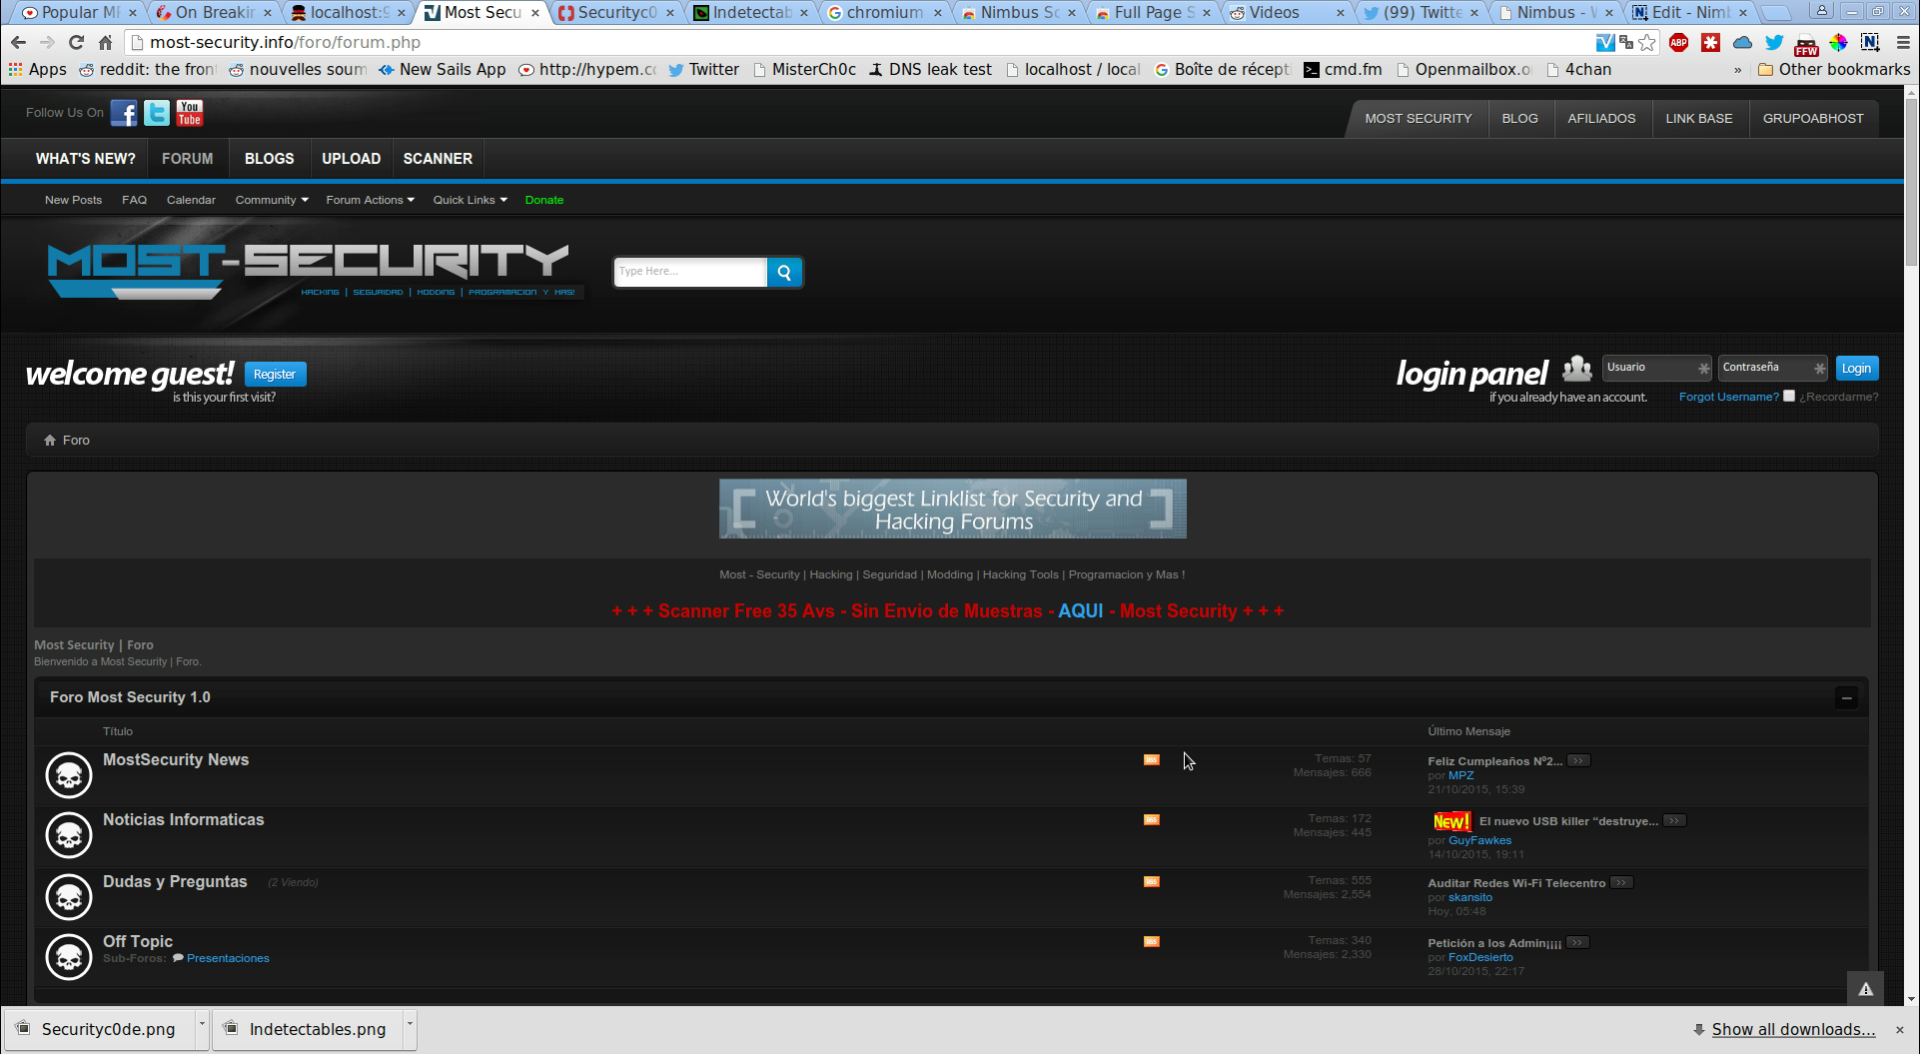 Popular MP
On Breakin
localhost:9
Most Secu
Securityc0
Indetectab
chromium
Nimbus Sc
Full Page S
Videos
(99) Twitte
Nimbus - W
Edit - Nimb
most-security.info/foro/forum.php
ABP
FFW
Apps
reddit: the fron
nouvelles soum
New Sails App
http://hypem.co
Twitter
MisterCh0c
DNS leak test
localhost / local
Boîte de récept
cmd.fm
Openmailbox.o
4chan
»
Other bookmarks
Follow Us On
You Tube
MOST SECURITY
BLOG
AFILIADOS
LINK BASE
GRUPOABHOST
WHAT'S NEW?
FORUM
BLOGS
UPLOAD
SCANNER
New Posts
FAQ
Calendar
Community
Forum Actions
Quick Links
Donate
MOST-SECURITY
HACKING | SEGURIDAD | MODDING | PROGRAMACION Y MAS!
Type Here...
welcome guest!
Register
is this your first visit?
login panel
Usuario
Contraseña
Login
if you already have an account.
Forgot Username?
¿Recordarme?
Foro
World's biggest Linklist for Security and
Hacking Forums
Most - Security | Hacking | Seguridad | Modding | Hacking Tools | Programacion y Mas !
+ + + Scanner Free 35 Avs - Sin Envio de Muestras - AQUI - Most Security + + +
Most Security | Foro
Bienvenido a Most Security | Foro.
Foro Most Security 1.0
Título
Último Mensaje
MostSecurity News
Temas: 57
Mensajes: 666
Feliz Cumpleaños Nº2... >>
por MPZ
21/10/2015, 15:39
Noticias Informaticas
Temas: 172
Mensajes: 445
New! El nuevo USB killer “destruye... >>
por GuyFawkes
14/10/2015, 19:11
Dudas y Preguntas (2 Viendo)
Temas: 555
Mensajes: 2,554
Auditar Redes Wi-Fi Telecentro >>
por skansito
Hoy, 05:48
Off Topic
Sub-Foros: Presentaciones
Temas: 340
Mensajes: 2,330
Petición a los Admin¡¡¡¡ >>
por FoxDesierto
28/10/2015, 22:17
Securityc0de.png
Indetectables.png
Show all downloads...